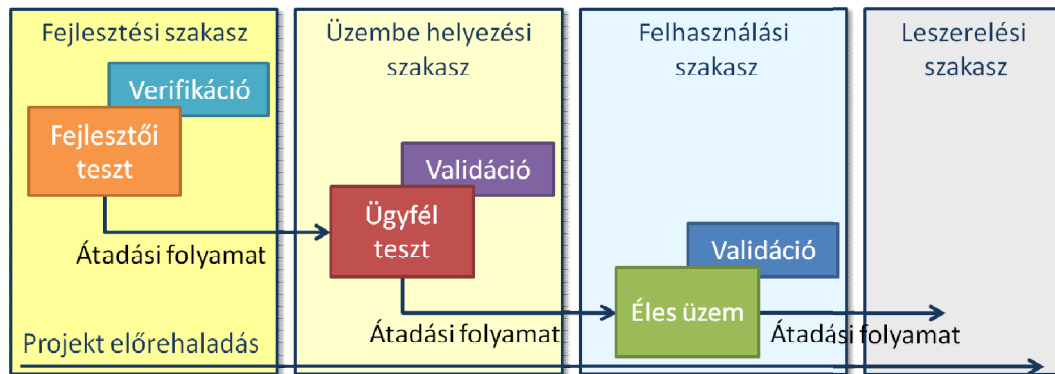 Fejlesztési szakasz
Verifikáció
Fejlesztői
teszt
Átadási folyamat
Üzembe helyezési
szakasz
Validáció
Ügyfél
teszt
Átadási folyamat
Felhasználási
szakasz
Validáció
Éles üzem
Átadási folyamat
Leszerelési
szakasz
Projekt előrehaladás